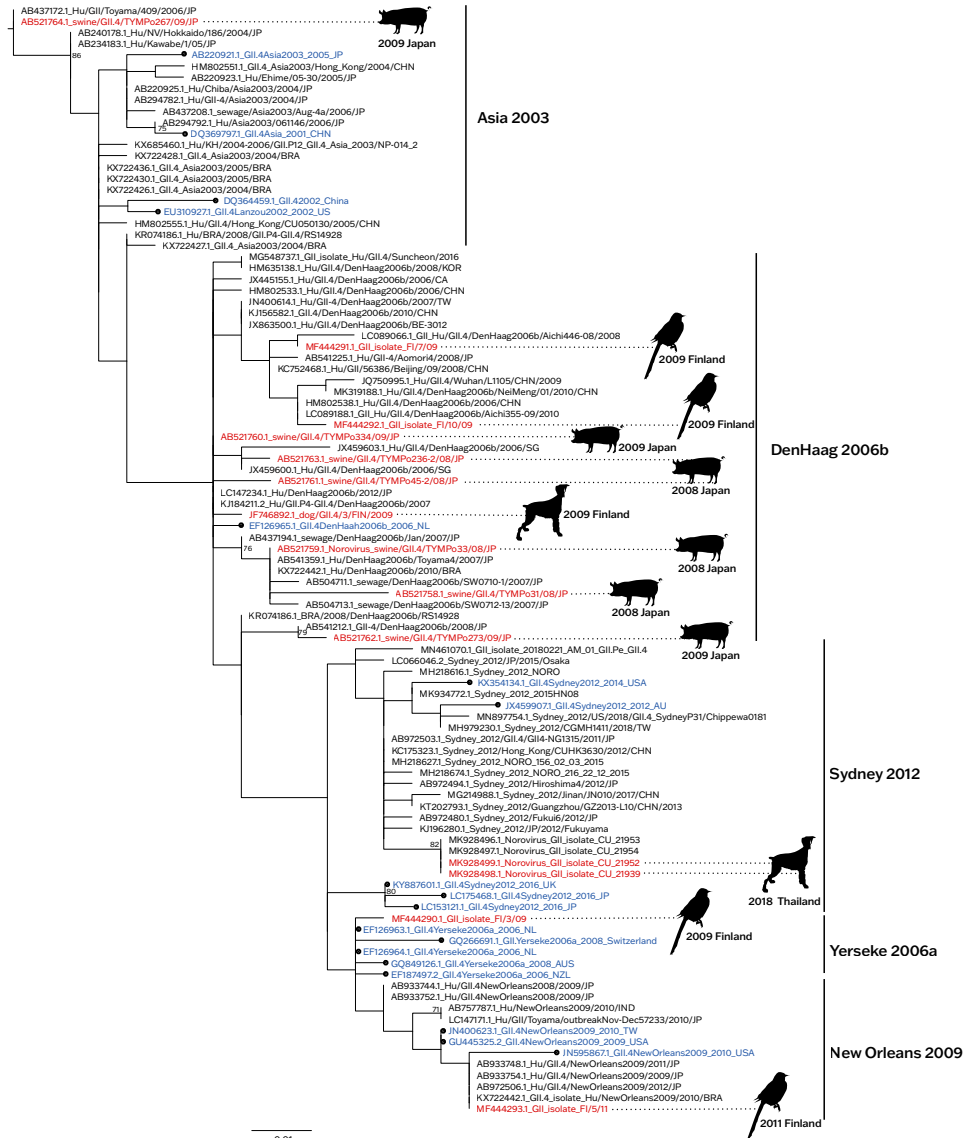 AB437172.1_Hu/GII/Toyama/409/2006/JP
AB521764.1_swine/GII.4/TYMPo267/09/JP
2009 Japan
AB240178.1_Hu/NV/Hokkaido/186/2004/JP
AB234183.1_Hu/Kawabe/1/05/JP
86
AB220921.1_GII.4Asia2003_2005_JP
HM802551.1_GII.4_Asia2003/Hong_Kong/2004/CHN
AB220923.1_Hu/Ehime/05-30/2005/JP
AB220925.1_Hu/Chiba/Asia2003/2004/JP
AB294782.1_Hu/GII-4/Asia2003/2004/JP
AB437208.1_sewage/Asia2003/Aug-4a/2006/JP
AB294792.1_Hu/Asia2003/061146/2006/JP
75
DQ369797.1_GII.4Asia_2001_CHN
Asia 2003
KX685460.1_Hu/KH/2004-2006/GII.P12_GII.4_Asia_2003/NP-014_2
KX722428.1_GII.4_Asia2003/2004/BRA
KX722436.1_GII.4_Asia2003/2005/BRA
KX722430.1_GII.4_Asia2003/2005/BRA
KX722426.1_GII.4_Asia2003/2004/BRA
DQ364459.1_GII.42002_China
EU310927.1_GII.4Lanzou2002_2002_US
HM802555.1_Hu/GII.4/Hong_Kong/CU050130/2005/CHN
KR074186.1_Hu/BRA/2008/GII.P4-GII.4/RS14928
KX722427.1_GII.4_Asia2003/2004/BRA
MG548737.1_GII_isolate_Hu/GII.4/Suncheon/2016
HM635138.1_Hu/GII.4/DenHaag2006b/2008/KOR
JX445155.1_Hu/GII.4/DenHaag2006b/2006/CA
HM802533.1_Hu/GII.4/DenHaag2006b/2006/CHN
JN400614.1_Hu/GII-4/DenHaag2006b/2007/TW
KJ156582.1_Hu/GII.4/DenHaag2006b/2010/CHN
JX863500.1_Hu/GII.4/DenHaag2006b/BE-3012
LC089066.1_GII_Hu/GII.4/DenHaag2006b/Aichi446-08/2008
MF444291.1_GII_isolate_FI/7/09
2009 Finland
AB541225.1_Hu/GII-4/Aomori4/2008/JP
KC752468.1_Hu/GII/56386/Beijing/09/2008/CHN
JQ750995.1_Hu/GII.4/Wuhan/L1105/CHN/2009
MK319188.1_Hu/GII.4/DenHaag2006b/NeiMeng/01/2010/CHN
HM802538.1_Hu/GII.4/DenHaag2006b/2006/CHN
LC089188.1_GII_Hu/GII.4/DenHaag2006b/Aichi355-09/2010
MF444292.1_GII_isolate_FI/10/09
2009 Finland
AB521760.1_swine/GII.4/TYMPo334/09/JP
2009 Japan
JX459603.1_Hu/GII.4/DenHaag2006b/2006/SG
DenHaag 2006b
AB521763.1_swine/GII.4/TYMPo236-2/08/JP
JX459600.1_Hu/GII.4/DenHaag2006b/2006/SG
AB521761.1_swine/GII.4/TYMPo45-2/08/JP
2008 Japan
LC147234.1_Hu/DenHaag2006b/2012/JP
KJ184211.2_Hu/GII.P4-GII.4/DenHaag2006b/2007
JF746892.1_dog/GII.4/3/FIN/2009
2009 Finland
EF126965.1_GII.4DenHaah2006b_2006_NL
AB437194.1_sewage/DenHaag2006b/Jan/2007/JP
76
AB521759.1_Norovirus_swine/GII.4/TYMPo33/08/JP
AB541359.1_Hu/DenHaag2006b/Toyama4/2007/JP
KX722442.1_Hu/DenHaag2006b/2010/BRA
2008 Japan
AB504711.1_sewage/DenHaag2006b/SW0710-1/2007/JP
AB521758.1_swine/GII.4/TYMPo31/08/JP
AB504713.1_sewage/DenHaag2006b/SW0712-13/2007/JP
2008 Japan
KR074186.1_BRA/2008/DenHaag2006b/RS14928
AB541212.1_GII-4/DenHaag2006b/2008/JP
79
AB521762.1_swine/GII.4/TYMPo273/09/JP
2009 Japan
MN461070.1_GII_isolate_20180221_AM_01_GII.Pe_GII.4
LC066046.2_Sydney_2012/JP/2015/Osaka
MH218616.1_Sydney_2012_NORO
KX354134.1_GII.4Sydney2012_2014_USA
MK934772.1_Sydney_2012_2015HN08
JX459907.1_GII.4Sydney2012_2012_AU
MN897754.1_Sydney_2012/US/2018/GII.4_SydneyP31/Chippewa0181
MH979230.1_Sydney_2012/CGMH1411/2018/TW
AB972503.1_Sydney_2012/GII.4/GII4-NG1315/2011/JP
KC175323.1_Sydney_2012/Hong_Kong/CUHK3630/2012/CHN
MH218627.1_Sydney_2012_NORO_156_02_03_2015
MH218674.1_Sydney_2012_NORO_216_22_12_2015
Sydney 2012
AB972494.1_Sydney_2012/Hiroshima4/2012/JP
MG214988.1_Sydney_2012/Jinan/JN010/2017/CHN
KT202793.1_Sydney_2012/Guangzhou/GZ2013-L10/CHN/2013
AB972480.1_Sydney_2012/Fukui6/2012/JP
KJ196280.1_Sydney_2012/JP/2012/Fukuyama
MK928496.1_Norovirus_GII_isolate_CU_21953
82
MK928497.1_Norovirus_GII_isolate_CU_21954
MK928499.1_Norovirus_GII_isolate_CU_21952
MK928498.1_Norovirus_GII_isolate_CU_21939
2018 Thailand
KY887601.1_GII.4Sydney2012_2016_UK
80
LC175468.1_GII.4Sydney2012_2016_JP
LC153121.1_GII.4Sydney2012_2016_JP
MF444290.1_GII_isolate_FI/3/09
2009 Finland
EF126963.1_GII.4Yerseke2006a_2006_NL
GQ266691.1_GII.Yerseke2006a_2008_Switzerland
EF126964.1_GII.4Yerseke2006a_2006_NL
Yerseke 2006a
GQ849126.1_GII.4Yerseke2006a_2008_AUS
EF187497.2_GII.4Yerseke2006a_2006_NZL
AB933744.1_Hu/GII.4NewOrleans2008/2009/JP
AB933752.1_Hu/GII.4NewOrleans2008/2009/JP
AB757787.1_Hu/NewOrleans2009/2010/IND
71
LC147171.1_Hu/GII/Toyama/outbreakNov-Dec57233/2010/JP
JN400623.1_GII.4NewOrleans2009_2010_TW
GU445325.2_GII.4NewOrleans2009_2009_USA
JN595867.1_GII.4NewOrleans2009_2010_USA
New Orleans 2009
AB933748.1_Hu/GII.4/NewOrleans2009/2011/JP
AB933754.1_Hu/GII.4/NewOrleans2009/2009/JP
AB972506.1_Hu/GII.4/NewOrleans2009/2012/JP
KX722442.1_GII.4_isolate_Hu/NewOrleans2009/2010/BRA
MF444293.1_GII_isolate_FI/5/11
2011 Finland